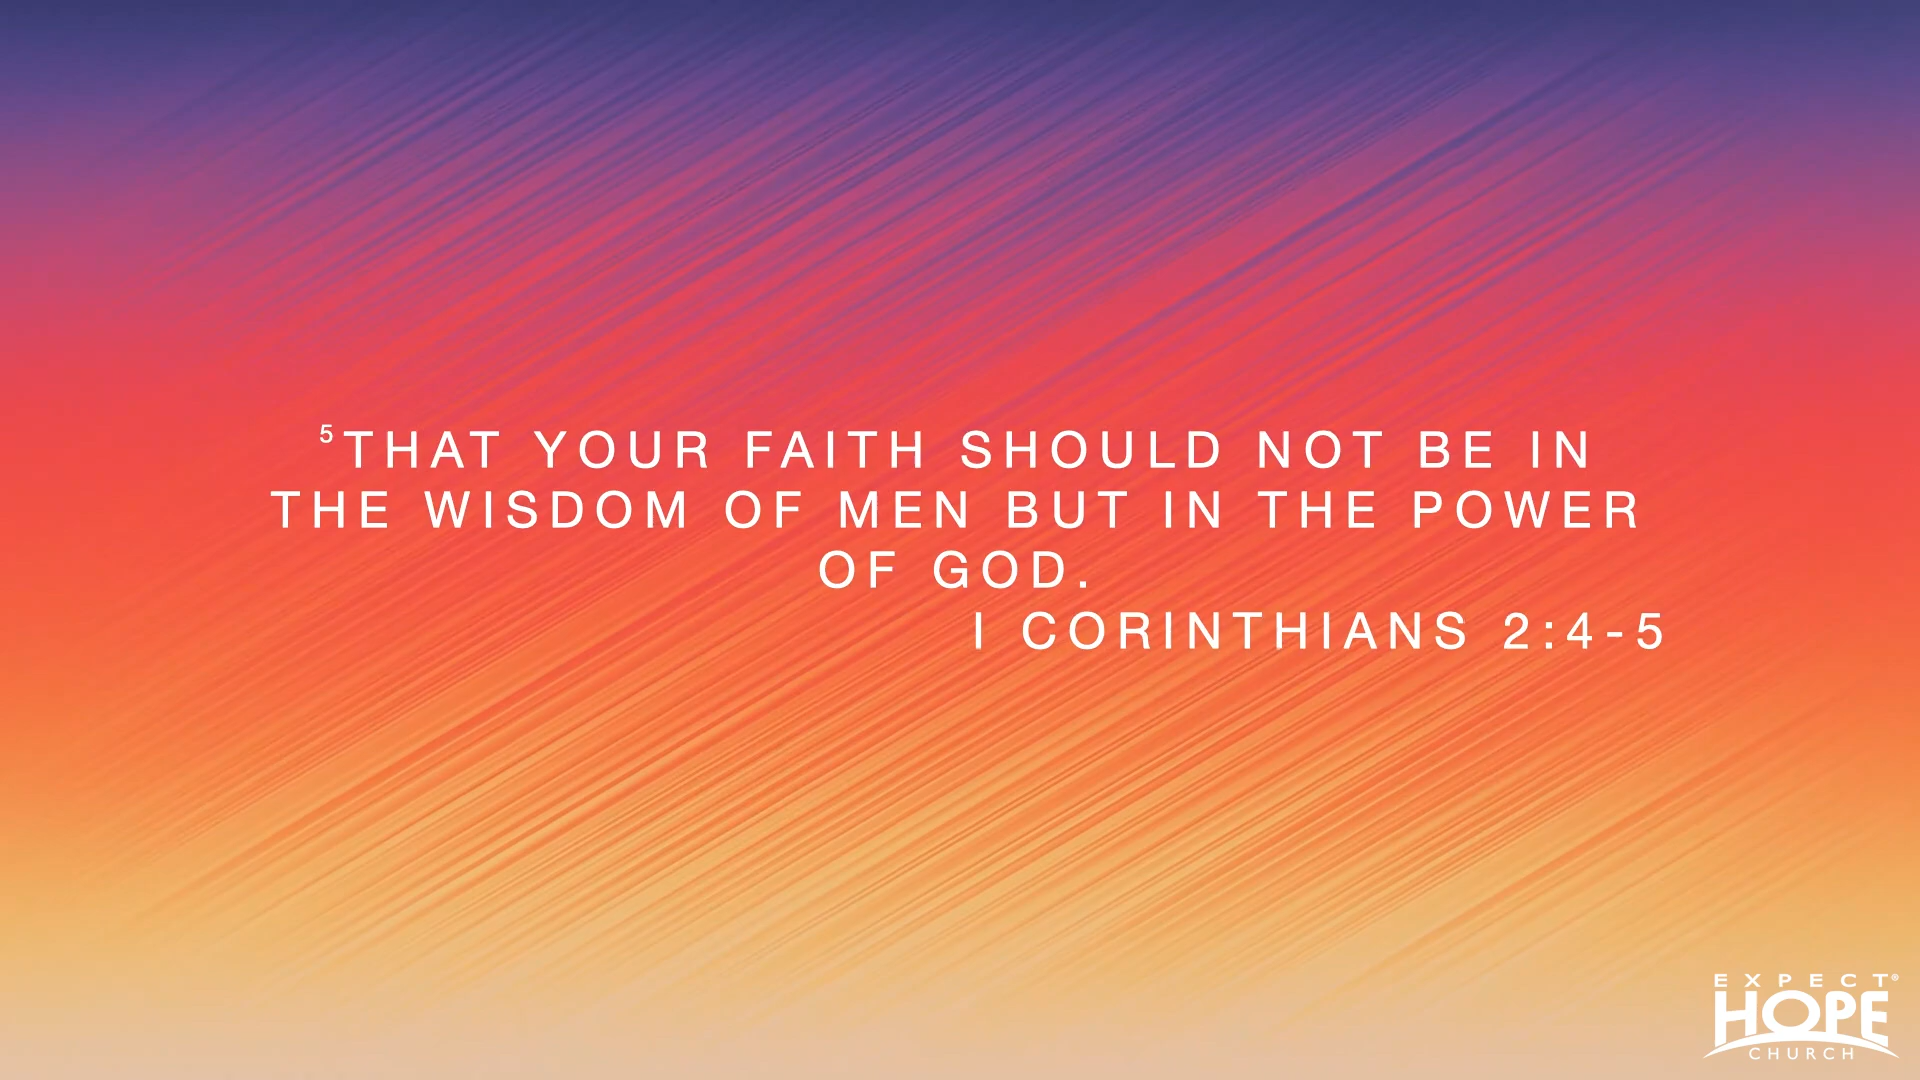 ⁵THAT YOUR FAITH SHOULD NOT BE IN
THE WISDOM OF MEN BUT IN THE POWER
OF GOD.
I CORINTHIANS 2:4-5
EXPECT®
HOPE
CHURCH